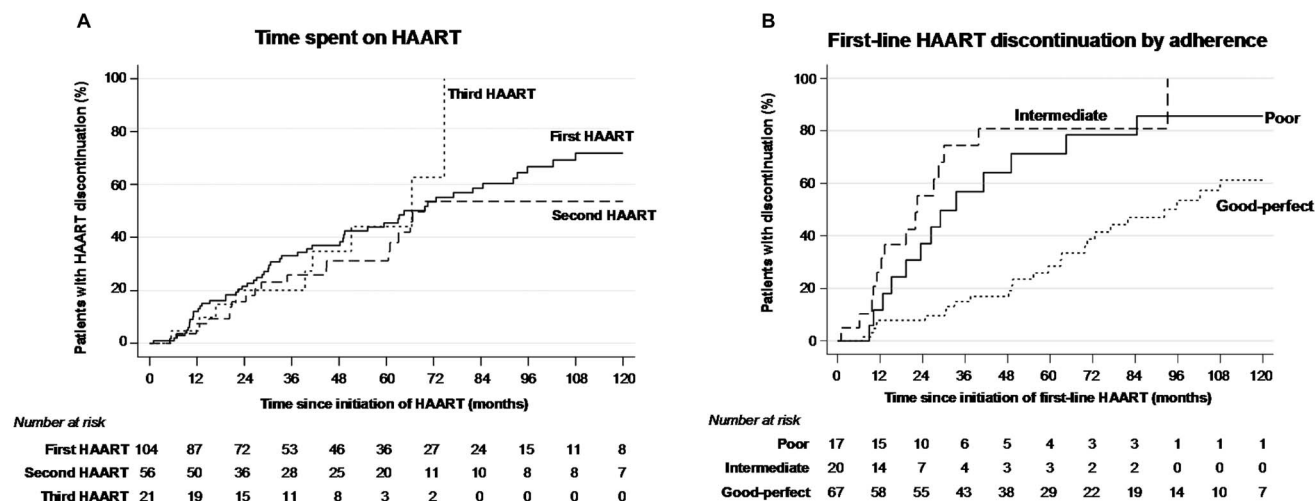 A
Time spent on HAART
Patients with HAART discontinuation (%)
100
80
60
40
20
0
Third HAART
First HAART
Second HAART
0 12 24 36 48 60 72 84 96 108 120
Time since initiation of HAART (months)
Number at risk
First HAART 104 87 72 53 46 36 27 24 15 11 8
Second HAART 56 50 36 28 25 20 11 10 8 8 7
Third HAART 21 19 15 11 8 3 2 0 0 0 0
B
First-line HAART discontinuation by adherence
Patients with discontinuation (%)
100
80
60
40
20
0
Intermediate
Poor
Good-perfect
0 12 24 36 48 60 72 84 96 108 120
Time since initiation of first-line HAART (months)
Number at risk
Poor 17 15 10 6 5 4 3 3 1 1 1
Intermediate 20 14 7 4 3 3 2 2 0 0 0
Good-perfect 67 58 55 43 38 29 22 19 14 10 7